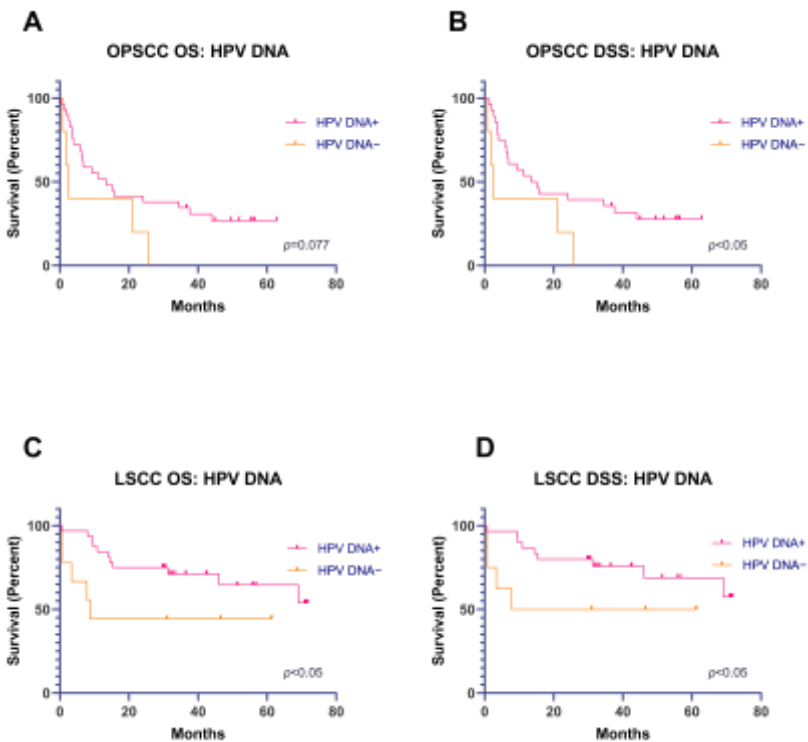 A
OPSCC OS: HPV DNA
Survival (Percent)
100
50
0
HPV DNA+
HPV DNA−
ρ=0.077
0 20 40 60 80
Months
B
OPSCC DSS: HPV DNA
Survival (Percent)
100
50
0
HPV DNA+
HPV DNA−
ρ<0.05
0 20 40 60 80
Months
C
LSCC OS: HPV DNA
Survival (Percent)
100
50
0
HPV DNA+
HPV DNA−
ρ<0.05
0 20 40 60 80
Months
D
LSCC DSS: HPV DNA
Survival (Percent)
100
50
0
HPV DNA+
HPV DNA−
ρ<0.05
0 20 40 60 80
Months